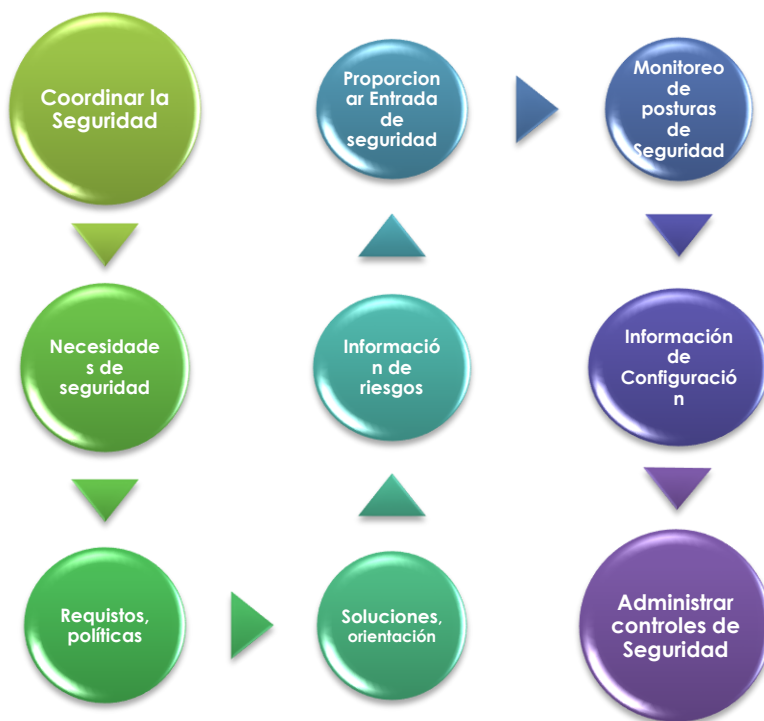 Coordinar la
Seguridad
Necesidade
s de
seguridad
Requistos,
políticas
Soluciones,
orientación
Informació
n de
riesgos
Proporcion
ar Entrada
de
seguridad
Monitoreo
de
posturas
de
Seguridad
Información
de
Configuració
n
Administrar
controles de
Seguridad